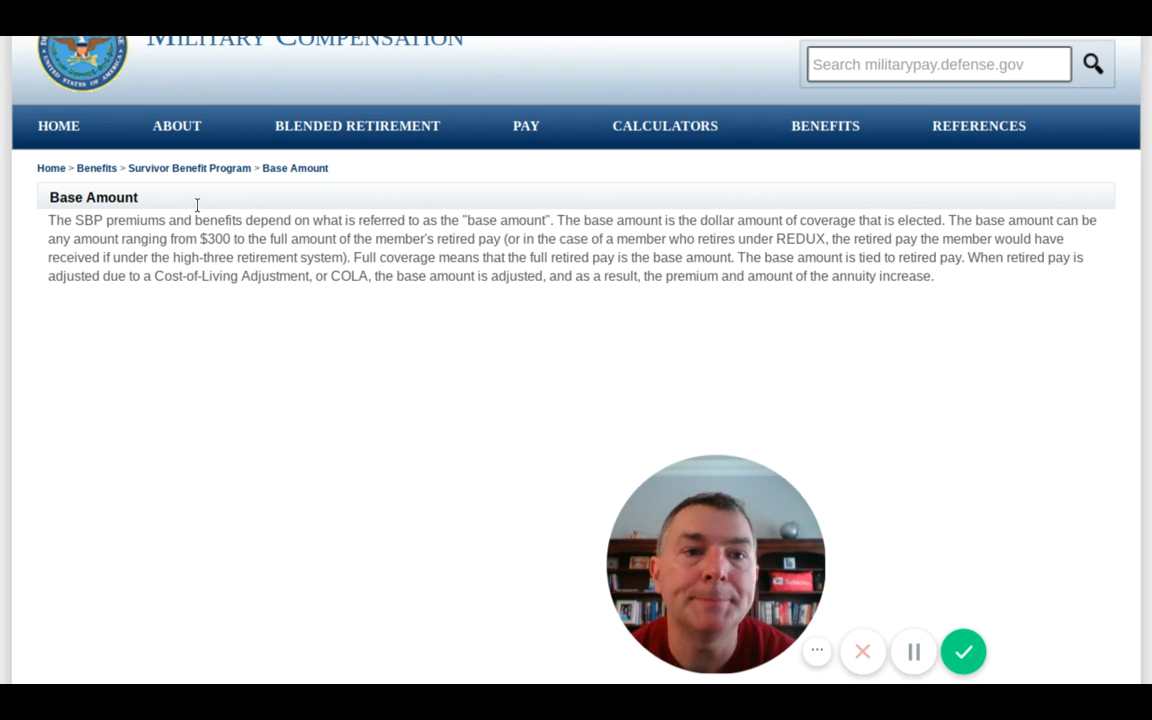 MILITARY COMPENSATION
UNITED STATES OF AMERICA
Search militarypay.defense.gov
HOME ABOUT BLENDED RETIREMENT PAY CALCULATORS BENEFITS REFERENCES
Home > Benefits > Survivor Benefit Program > Base Amount
Base Amount
The SBP premiums and benefits depend on what is referred to as the "base amount". The base amount is the dollar amount of coverage that is elected. The base amount can be
any amount ranging from $300 to the full amount of the member's retired pay (or in the case of a member who retires under REDUX, the retired pay the member would have
received if under the high-three retirement system). Full coverage means that the full retired pay is the base amount. The base amount is tied to retired pay. When retired pay is
adjusted due to a Cost-of-Living Adjustment, or COLA, the base amount is adjusted, and as a result, the premium and amount of the annuity increase.